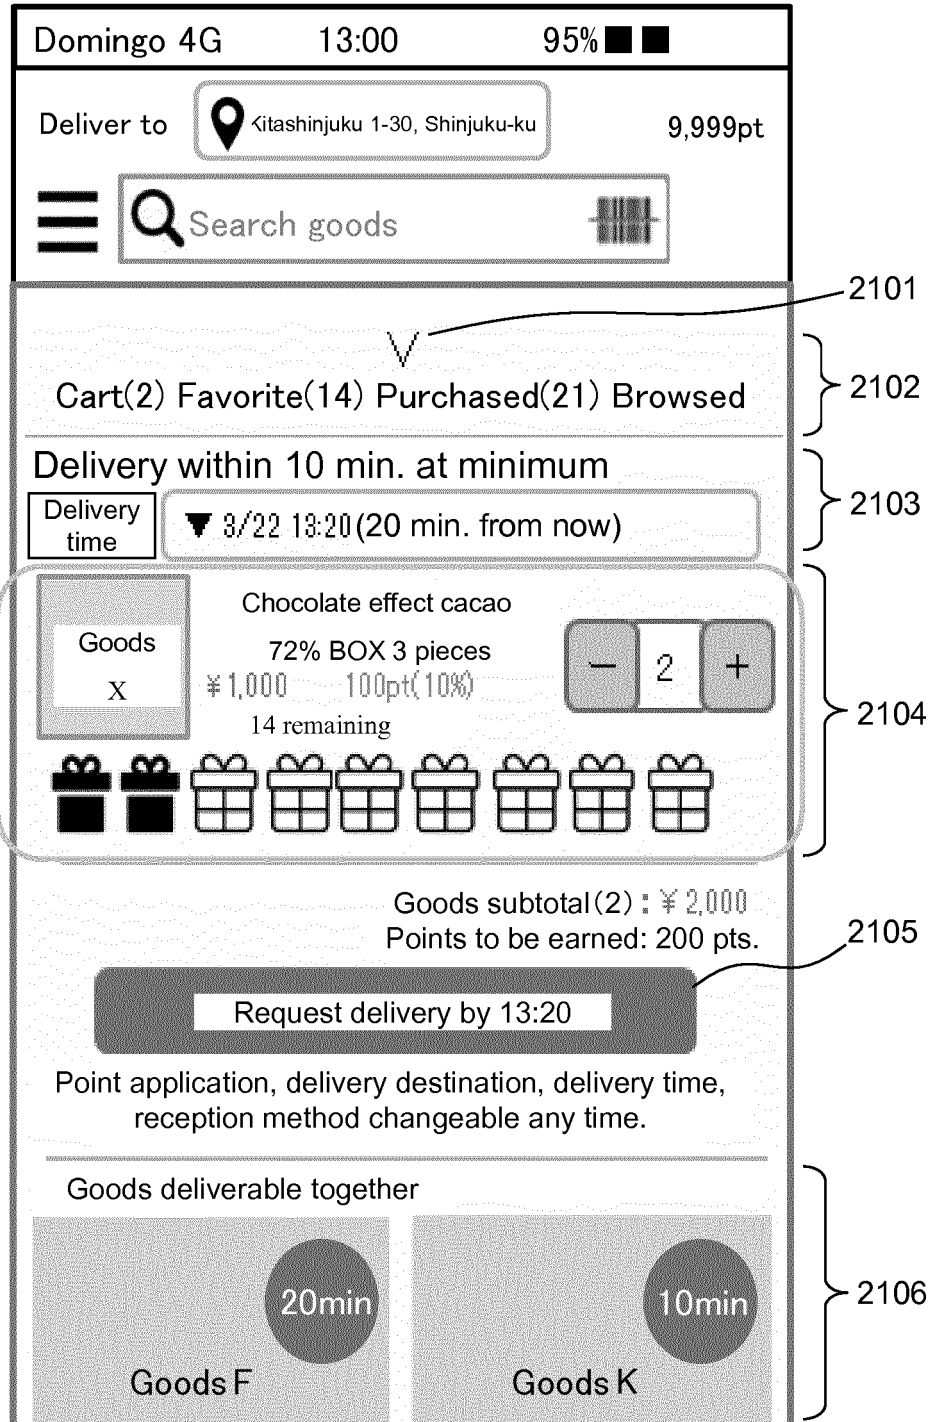 Domingo 4G 13:00 95%
Deliver to Kitashinjuku 1-30, Shinjuku-ku 9,999pt
Search goods
2101
Cart(2) Favorite(14) Purchased(21) Browsed
2102
Delivery within 10 min. at minimum
Delivery time
▼ 3/22 13:20(20 min. from now)
2103
Goods
X
Chocolate effect cacao
72% BOX 3 pieces
¥1,000 100pt(10%)
14 remaining
− 2 +
2104
Goods subtotal(2) : ¥2,000
Points to be earned: 200 pts.
2105
Request delivery by 13:20
Point application, delivery destination, delivery time,
reception method changeable any time.
Goods deliverable together
20min
Goods F
10min
Goods K
2106